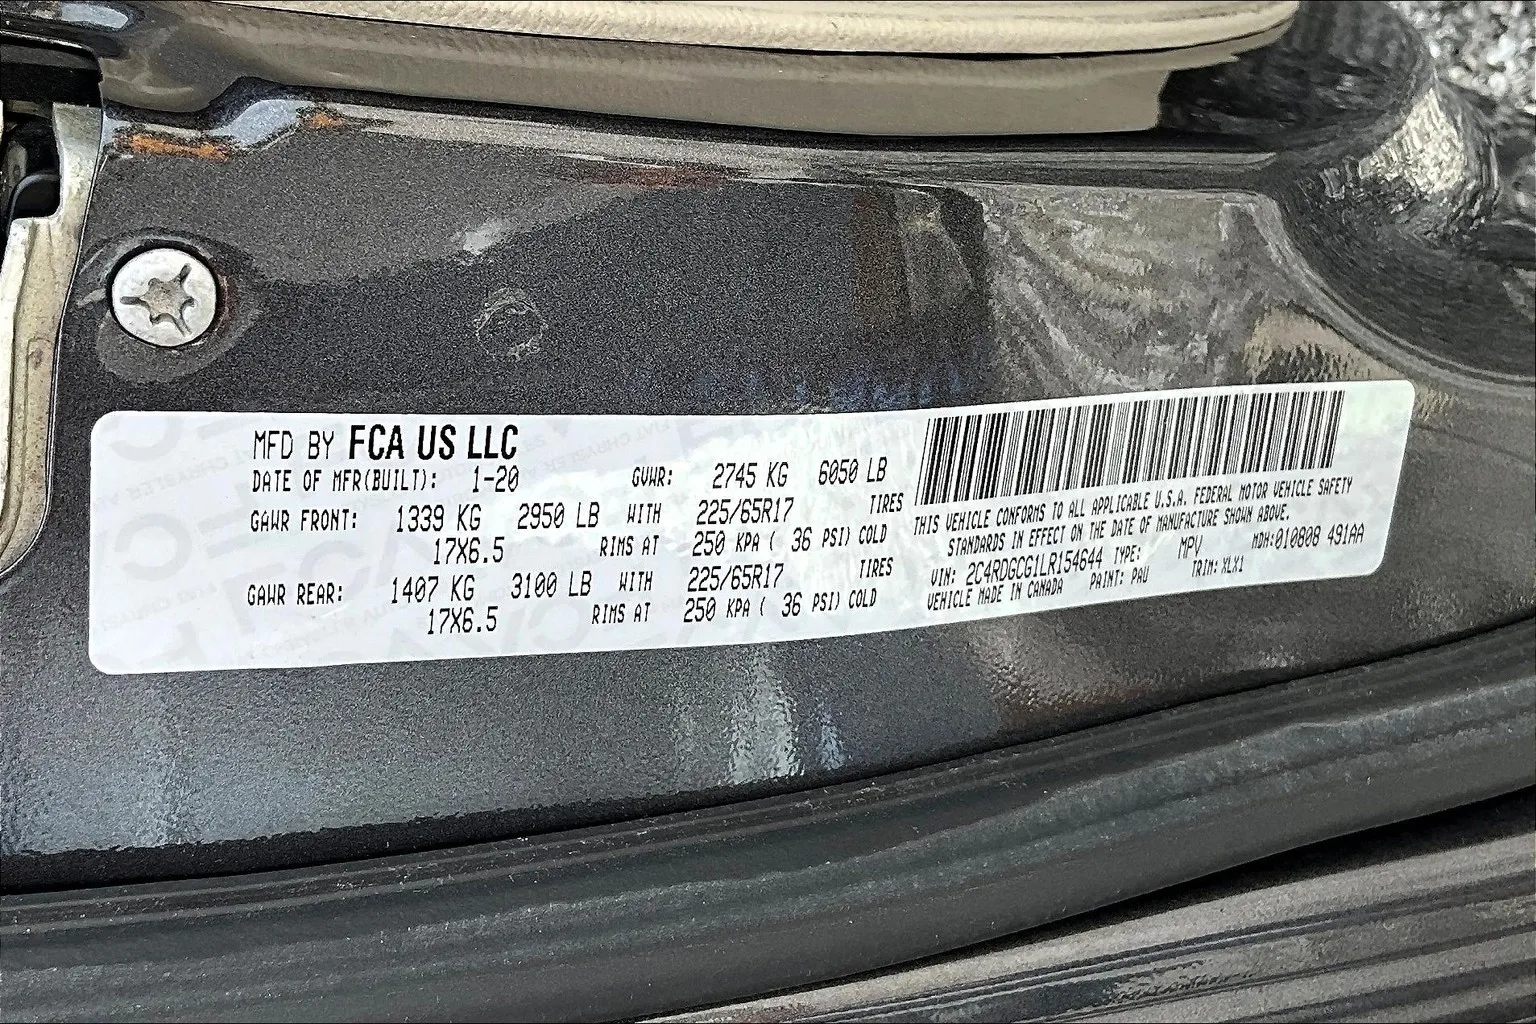 MFD BY FCA US LLC
DATE OF MFR(BUILT): 1-20 GVWR: 2745 KG 6050 LB
GAWR FRONT: 1339 KG 2950 LB WITH 225/65R17 TIRES
17X6.5 RIMS AT 250 KPA ( 36 PSI) COLD
GAWR REAR: 1407 KG 3100 LB WITH 225/65R17 TIRES
17X6.5 RIMS AT 250 KPA ( 36 PSI) COLD
THIS VEHICLE CONFORMS TO ALL APPLICABLE U.S.A. FEDERAL MOTOR VEHICLE SAFETY
STANDARDS IN EFFECT ON THE DATE OF MANUFACTURE SHOWN ABOVE.
VIN: 2C4RDGCG1LR154644 TYPE: MPV MDH:010808 491AA
VEHICLE MADE IN CANADA PAINT: PAU TRIM: XLX1